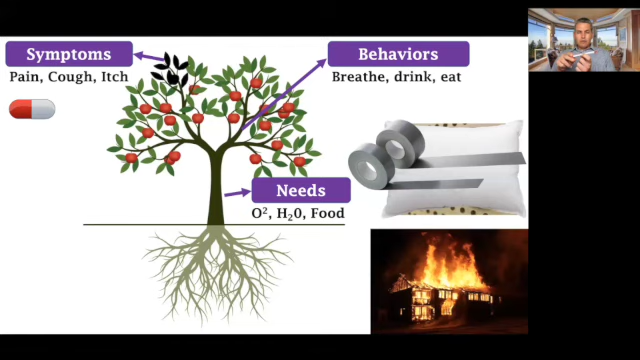 Symptoms
Pain, Cough, Itch
Behaviors
Breathe, drink, eat
Needs
O², H₂0, Food